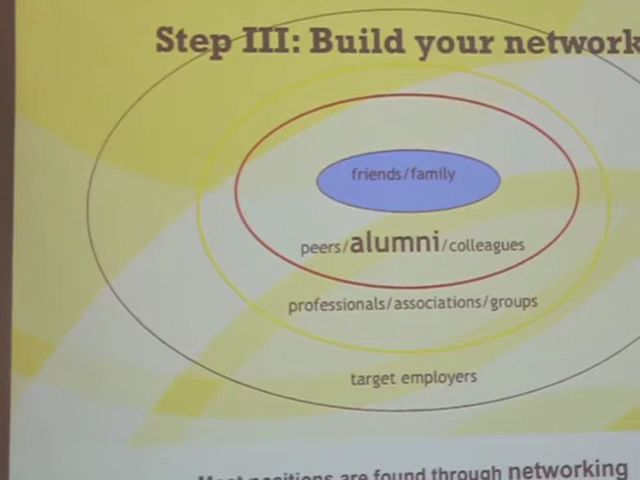 Step III: Build your network
friends/family
peers/alumni/colleagues
professionals/associations/groups
target employers
Most positions are found through networking